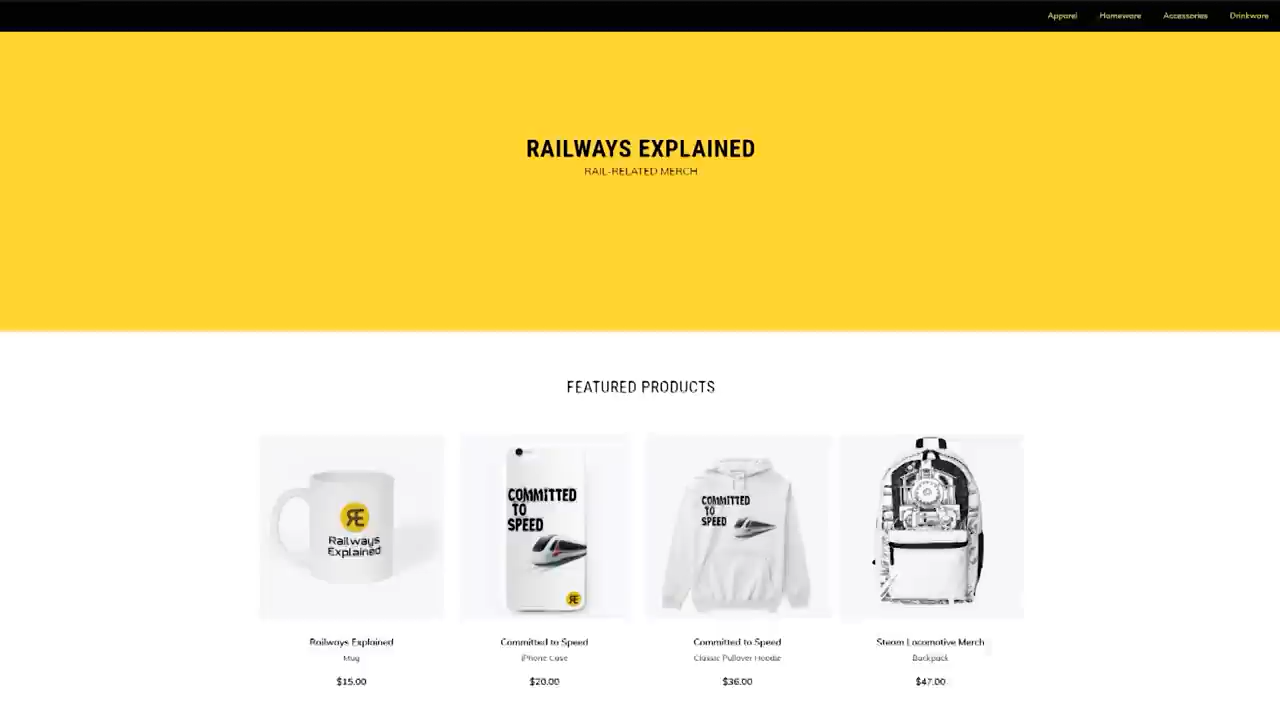 Apparel Homeware Accessories Drinkware
RAILWAYS EXPLAINED
RAIL-RELATED MERCH
FEATURED PRODUCTS
RE
Railways
Explained
COMMITTED
TO
SPEED
RE
COMMITTED
TO
SPEED
Railways Explained
Mug
$15.00
Committed to Speed
iPhone Case
$20.00
Committed to Speed
Classic Pullover Hoodie
$36.00
Steam Locomotive Merch
Backpack
$47.00